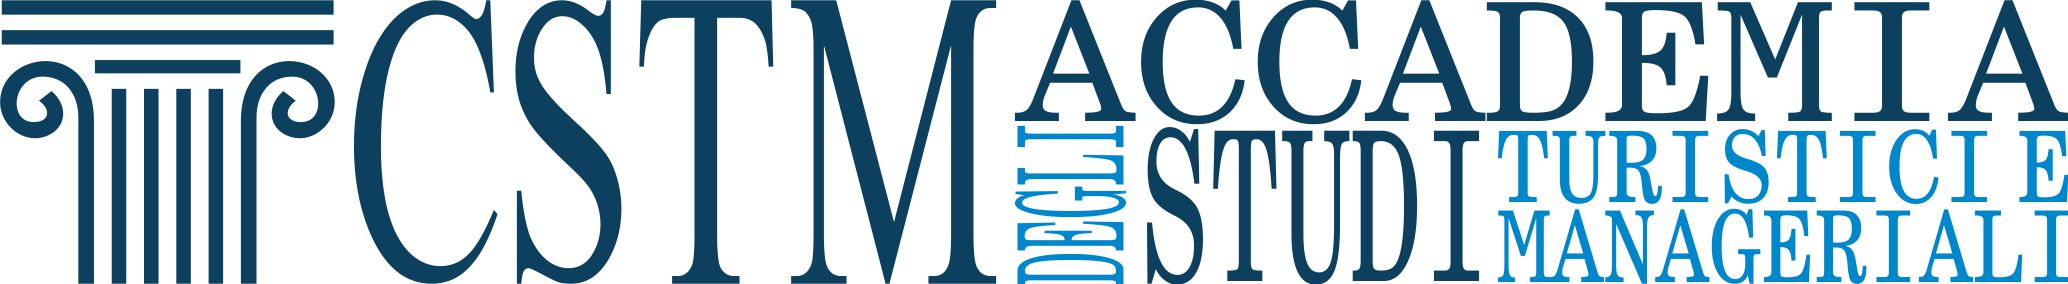 CSTM
ACCADEMIA
DEGLI
STUDI
TURISTICI E
MANAGERIALI